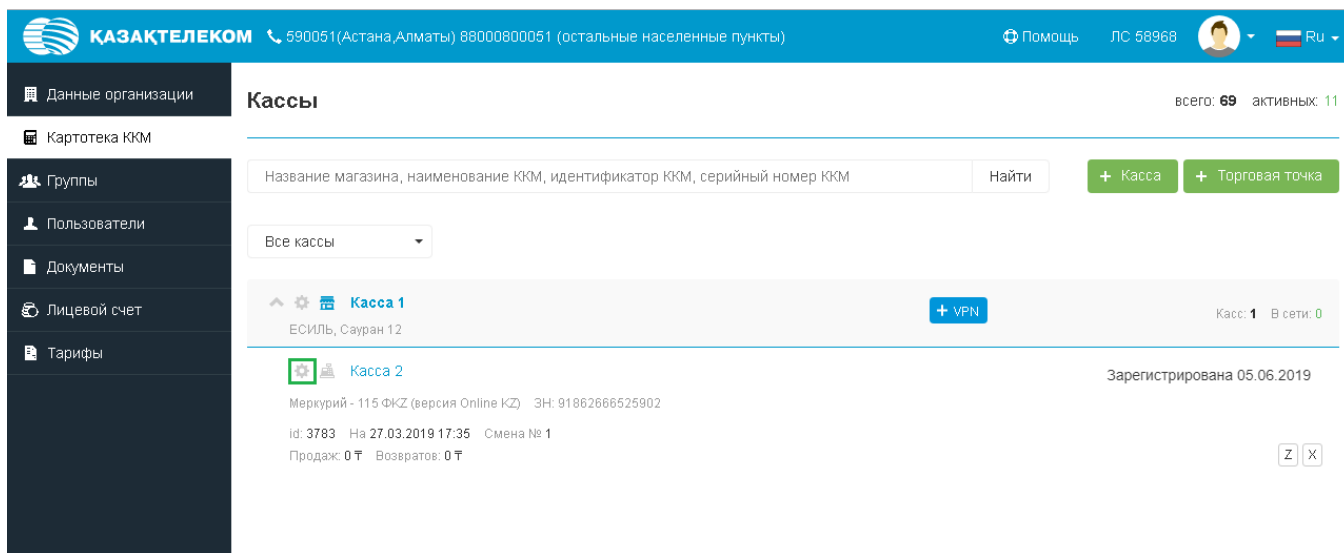 ҚАЗАҚТЕЛЕКОМ 590051(Астана,Алматы) 88000800051 (остальные населенные пункты) Помощь ЛС 58968 Ru
Данные организации
Картотека ККМ
Группы
Пользователи
Документы
Лицевой счет
Тарифы
Кассы всего: 69 активных: 11
Название магазина, наименование ККМ, идентификатор ККМ, серийный номер ККМ Найти + Касса + Торговая точка
Все кассы
Касса 1 + VPN Касс: 1 В сети: 0
ЕСИЛЬ, Сауран 12
Касса 2 Зарегистрирована 05.06.2019
Меркурий - 115 ФKZ (версия Online KZ) ЗН: 91862666525902
id: 3783 На 27.03.2019 17:35 Смена № 1
Продаж: 0 ₸ Возвратов: 0 ₸ Z X